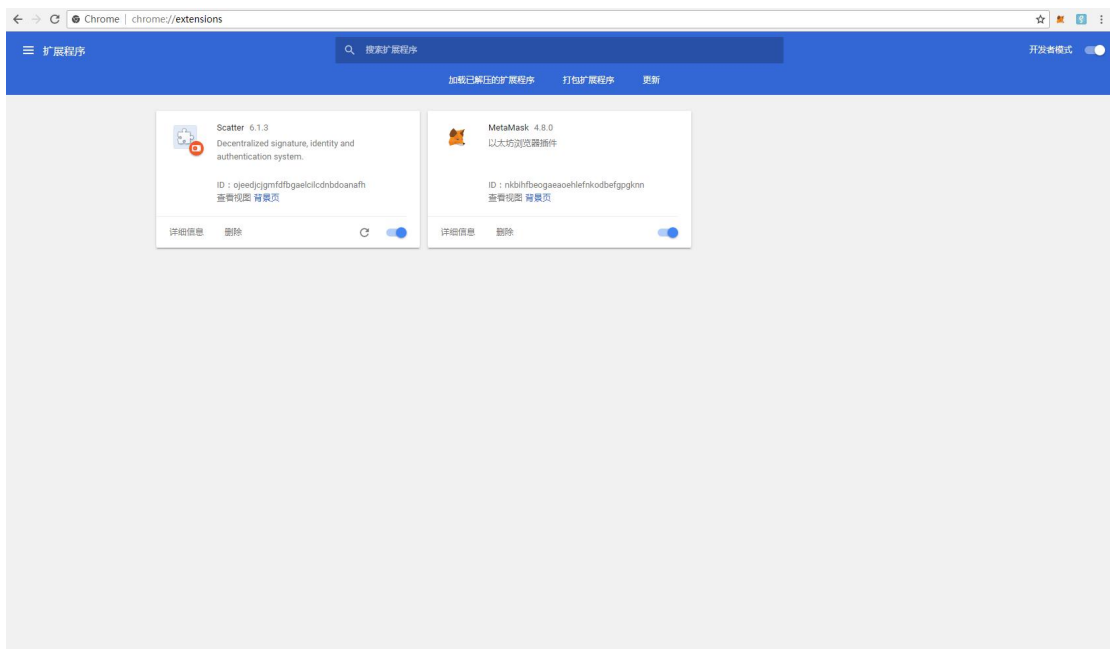 Chrome | chrome://extensions
扩展程序
搜索扩展程序
开发者模式
加载已解压的扩展程序 打包扩展程序 更新
Scatter 6.1.3
Decentralized signature, identity and
authentication system.
ID：ojeedjcjgmfdfbgaelcilcdnbdoanafh
查看视图 背景页
详细信息 删除
MetaMask 4.8.0
以太坊浏览器插件
ID：nkbihfbeogaeaoehlefnkodbefgpgknn
查看视图 背景页
详细信息 删除